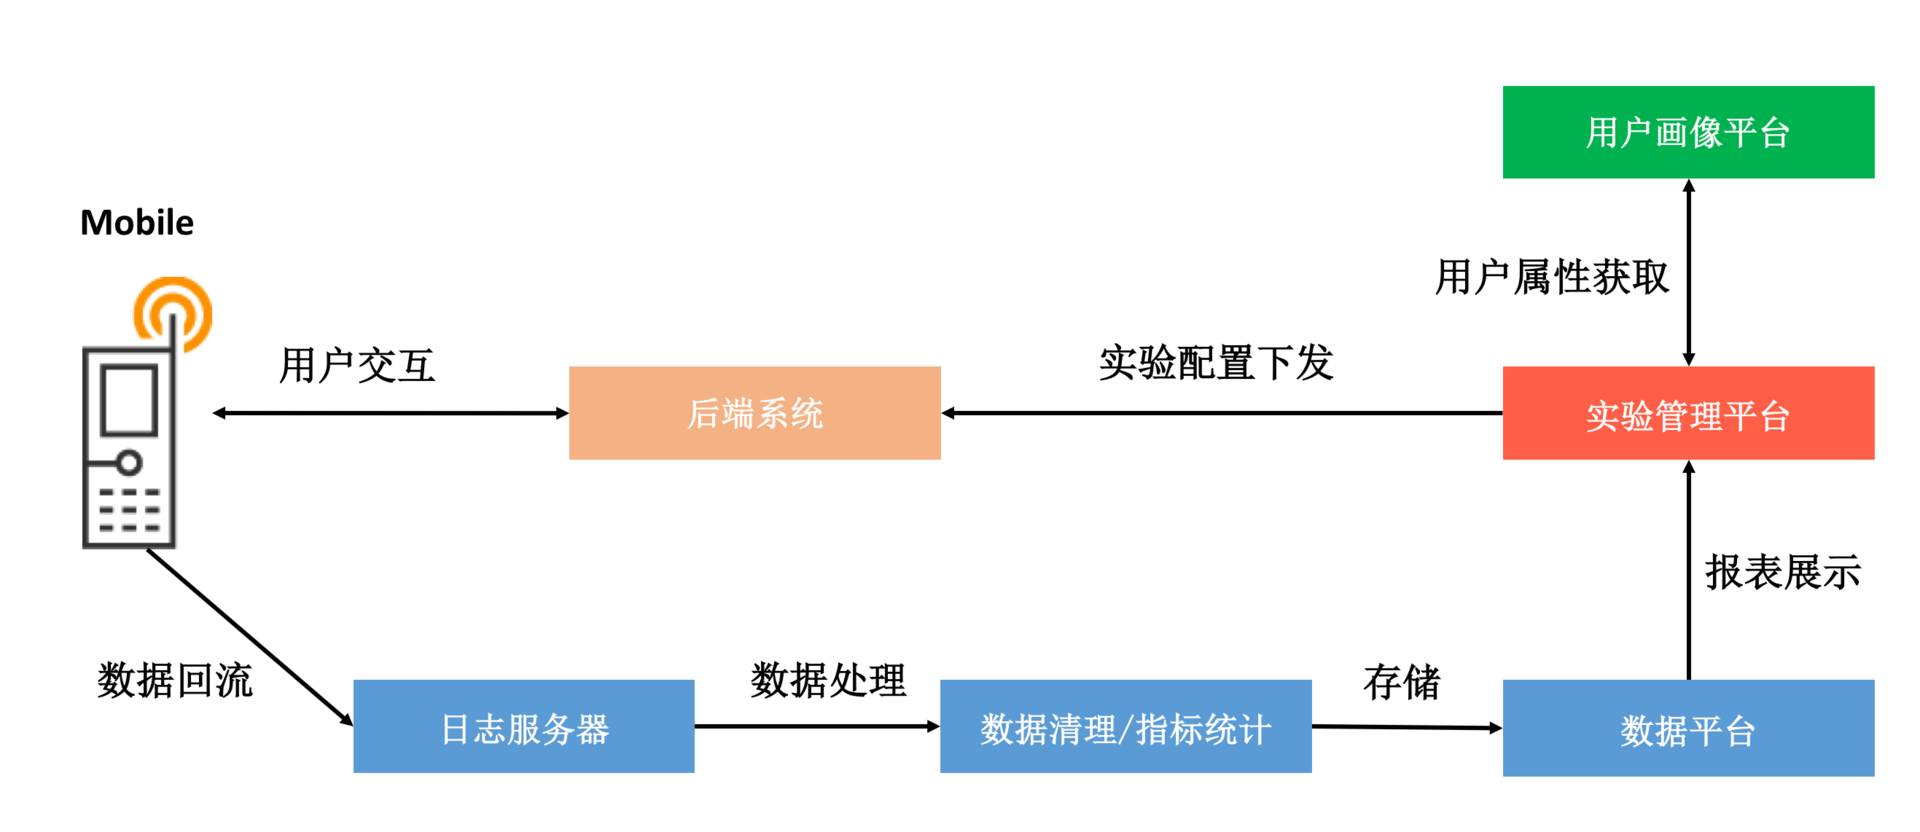 用户画像平台
Mobile
用户属性获取
用户交互
实验配置下发
后端系统
实验管理平台
报表展示
数据回流
数据处理
存储
日志服务器
数据清理/指标统计
数据平台